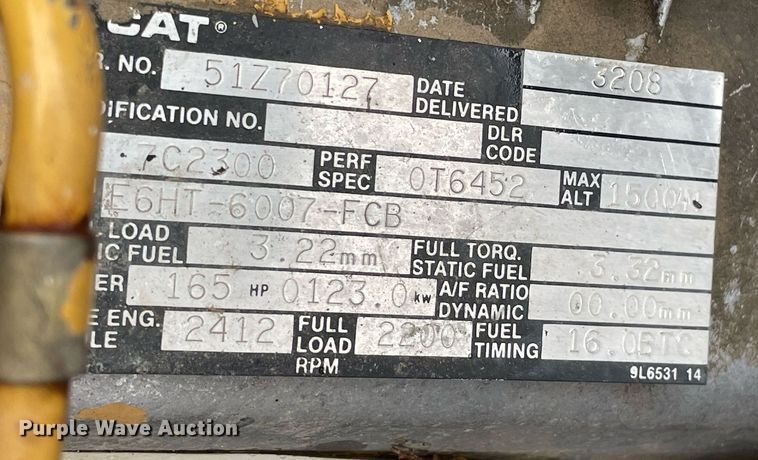 CAT®
R. NO. 51Z70127 DATE DELIVERED 3208
DIFICATION NO. DLR CODE
7C2300 PERF SPEC 0T6452 MAX ALT 1500M
E6HT-6007-FCB
LOAD IC FUEL 3.22mm FULL TORQ. STATIC FUEL 3.32mm
ER 165 HP 0123.0 kw A/F RATIO DYNAMIC 00.00mm
E ENG. LE 2412 FULL LOAD RPM 2200 FUEL TIMING 16.0BTC
9L6531 14
Purple Wave Auction